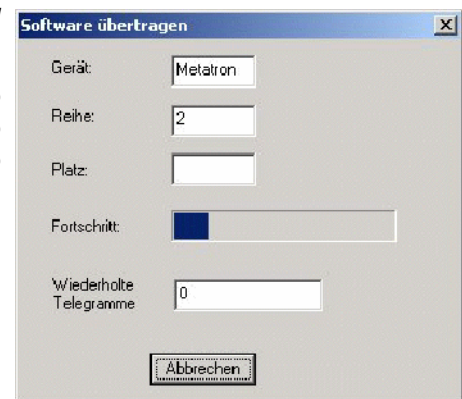 Software übertragen
Gerät: Metatron
Reihe: 2
Platz:
Fortschritt:
Wiederholte
Telegramme 0
Abbrechen